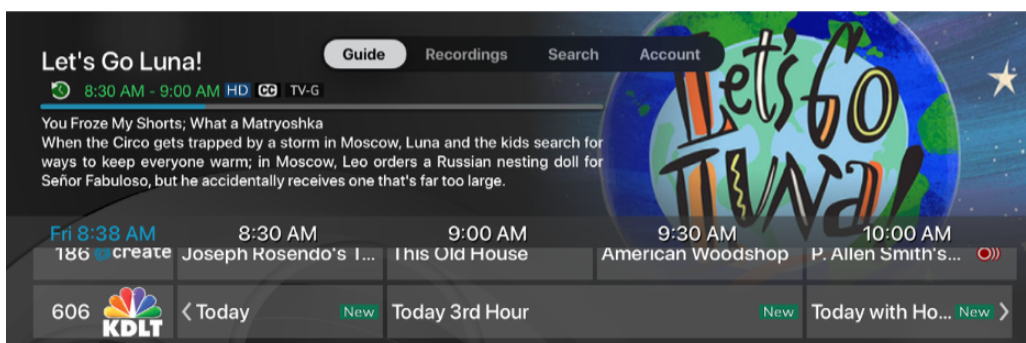 Guide Recordings Search Account
Let's Go Luna!
8:30 AM - 9:00 AM HD CC TV-G
You Froze My Shorts; What a Matryoshka
When the Circo gets trapped by a storm in Moscow, Luna and the kids search for
ways to keep everyone warm; in Moscow, Leo orders a Russian nesting doll for
Señor Fabuloso, but he accidentally receives one that's far too large.
Let's
GO
LUNa!
Fri 8:38 AM 8:30 AM 9:00 AM 9:30 AM 10:00 AM
186 create Joseph Rosendo's T... This Old House American Woodshop P. Allen Smith's...
606 KDLT Today New Today 3rd Hour New Today with Ho... New